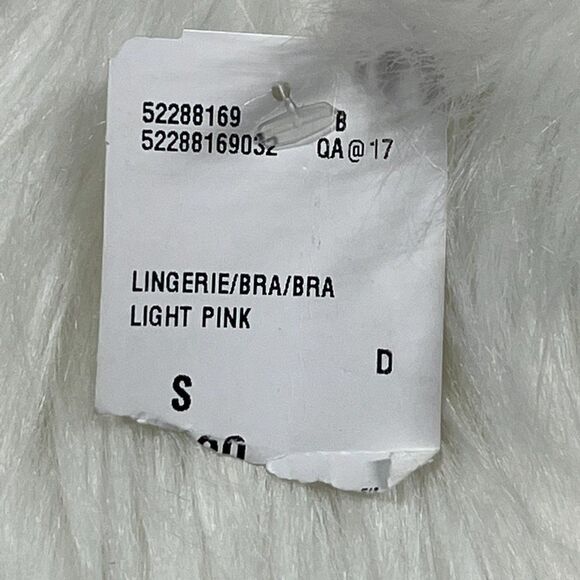 52288169 B
52288169032 QA@17
LINGERIE/BRA/BRA
LIGHT PINK
D
S